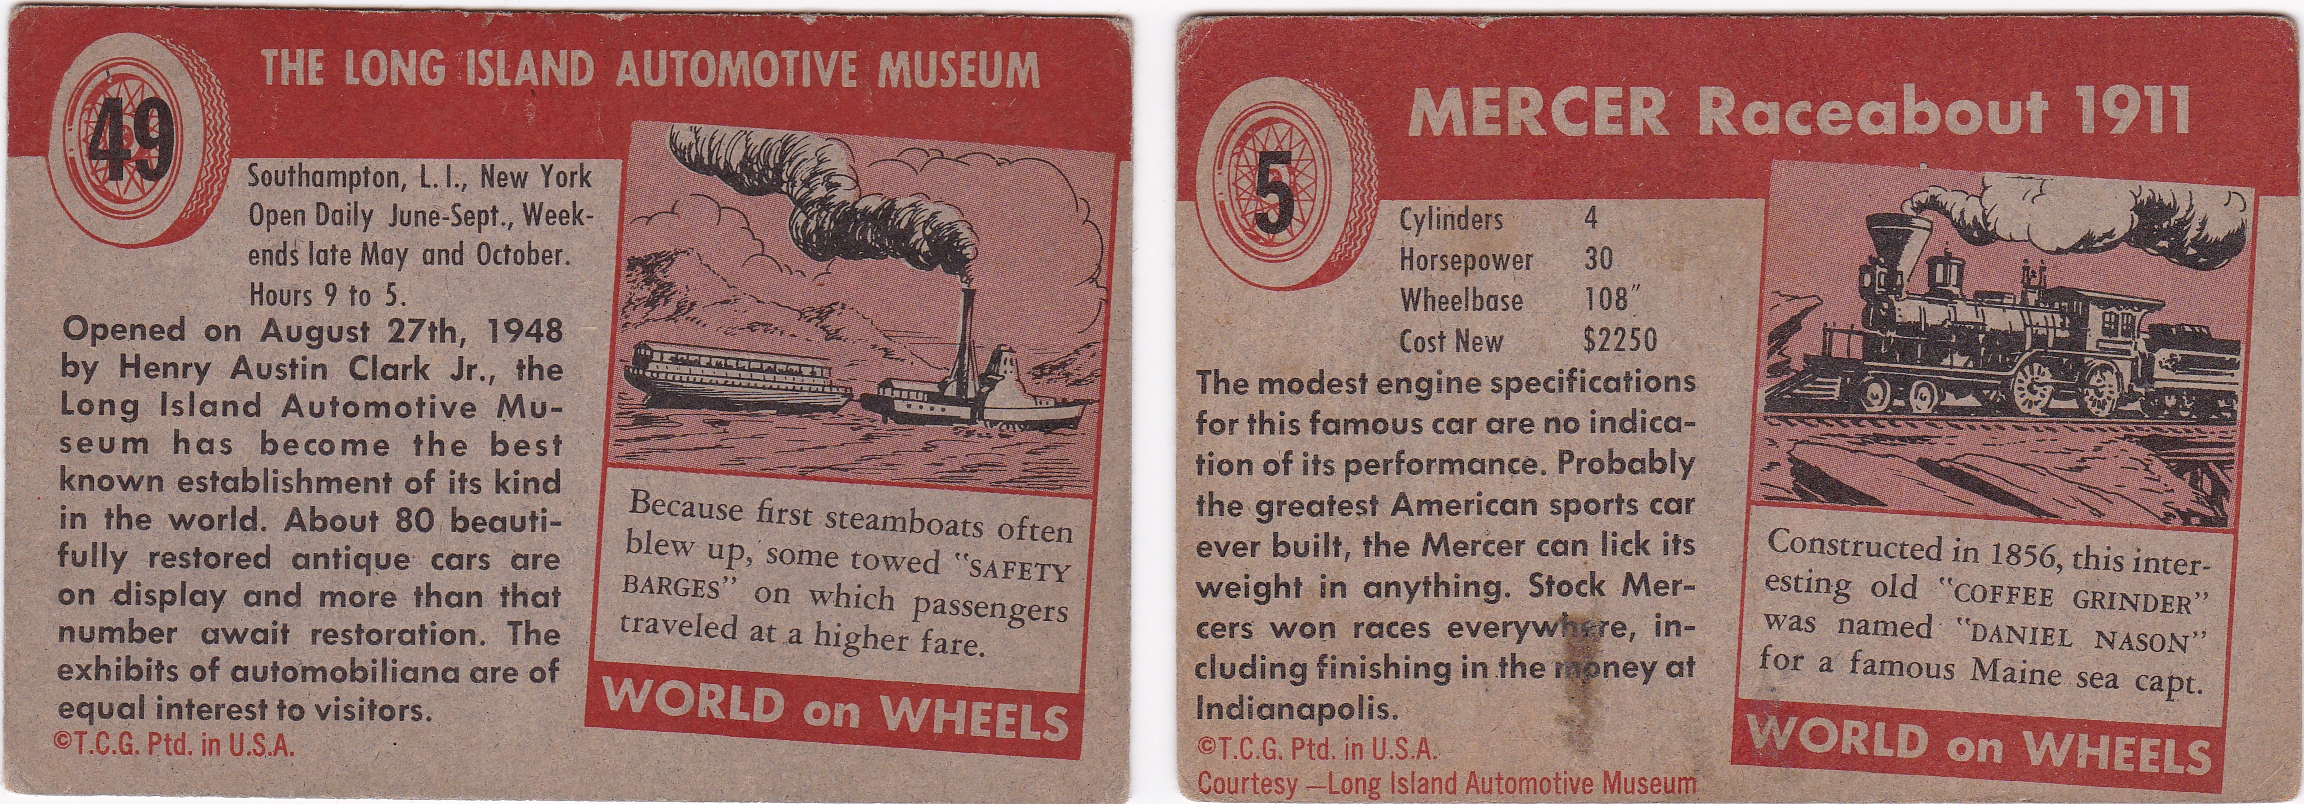 49
THE LONG ISLAND AUTOMOTIVE MUSEUM
Southampton, L. I., New York
Open Daily June-Sept., Week-
ends late May and October.
Hours 9 to 5.
Opened on August 27th, 1948
by Henry Austin Clark Jr., the
Long Island Automotive Mu-
seum has become the best
known establishment of its kind
in the world. About 80 beauti-
fully restored antique cars are
on display and more than that
number await restoration. The
exhibits of automobiliana are of
equal interest to visitors.
©T.C.G. Ptd. in U.S.A.
Because first steamboats often
blew up, some towed "SAFETY
BARGES" on which passengers
traveled at a higher fare.
WORLD on WHEELS
5
MERCER Raceabout 1911
Cylinders 4
Horsepower 30
Wheelbase 108"
Cost New $2250
The modest engine specifications
for this famous car are no indica-
tion of its performance. Probably
the greatest American sports car
ever built, the Mercer can lick its
weight in anything. Stock Mer-
cers won races everywhere, in-
cluding finishing in the money at
Indianapolis.
©T.C.G. Ptd. in U.S.A.
Courtesy—Long Island Automotive Museum
Constructed in 1856, this inter-
esting old "COFFEE GRINDER"
was named "DANIEL NASON"
for a famous Maine sea capt.
WORLD on WHEELS